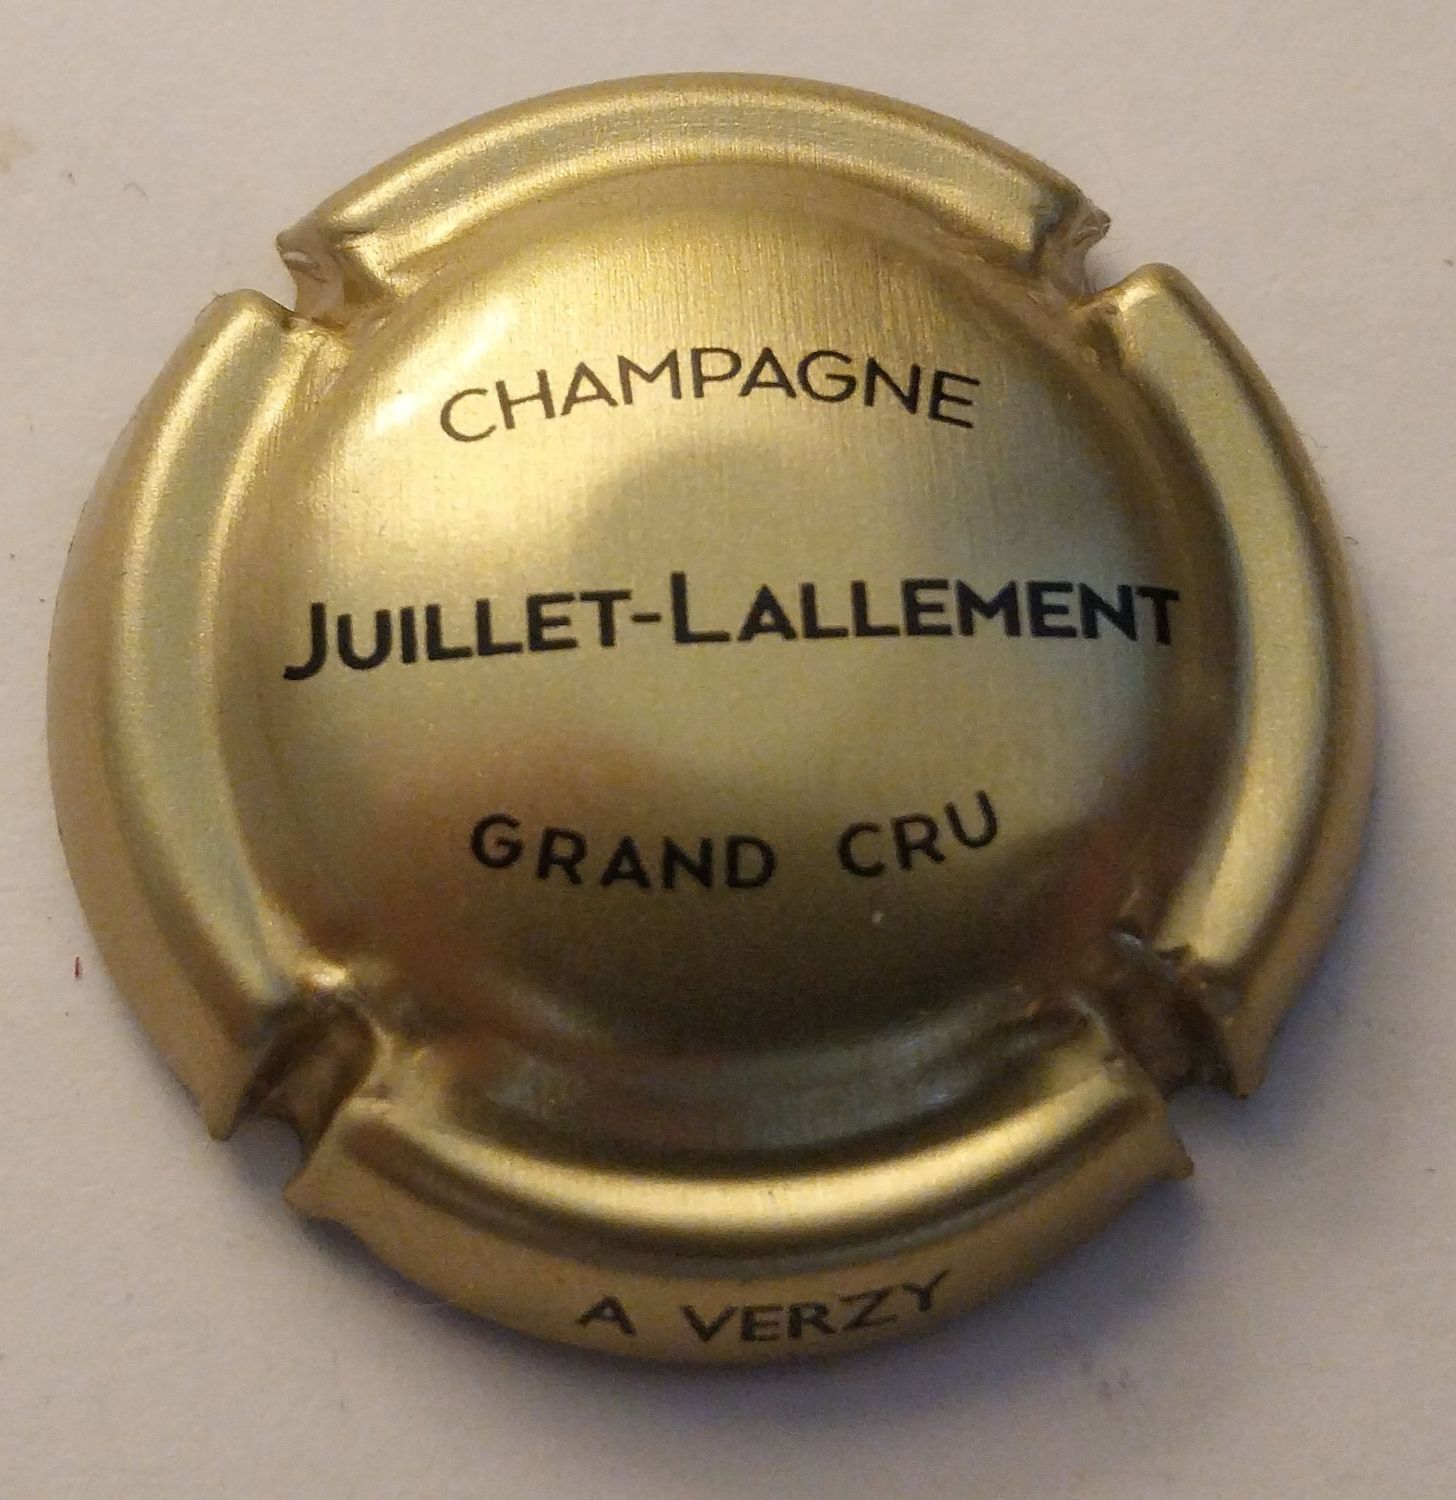 CHAMPAGNE
JUILLET-LALLEMENT
GRAND CRU
A VERZY